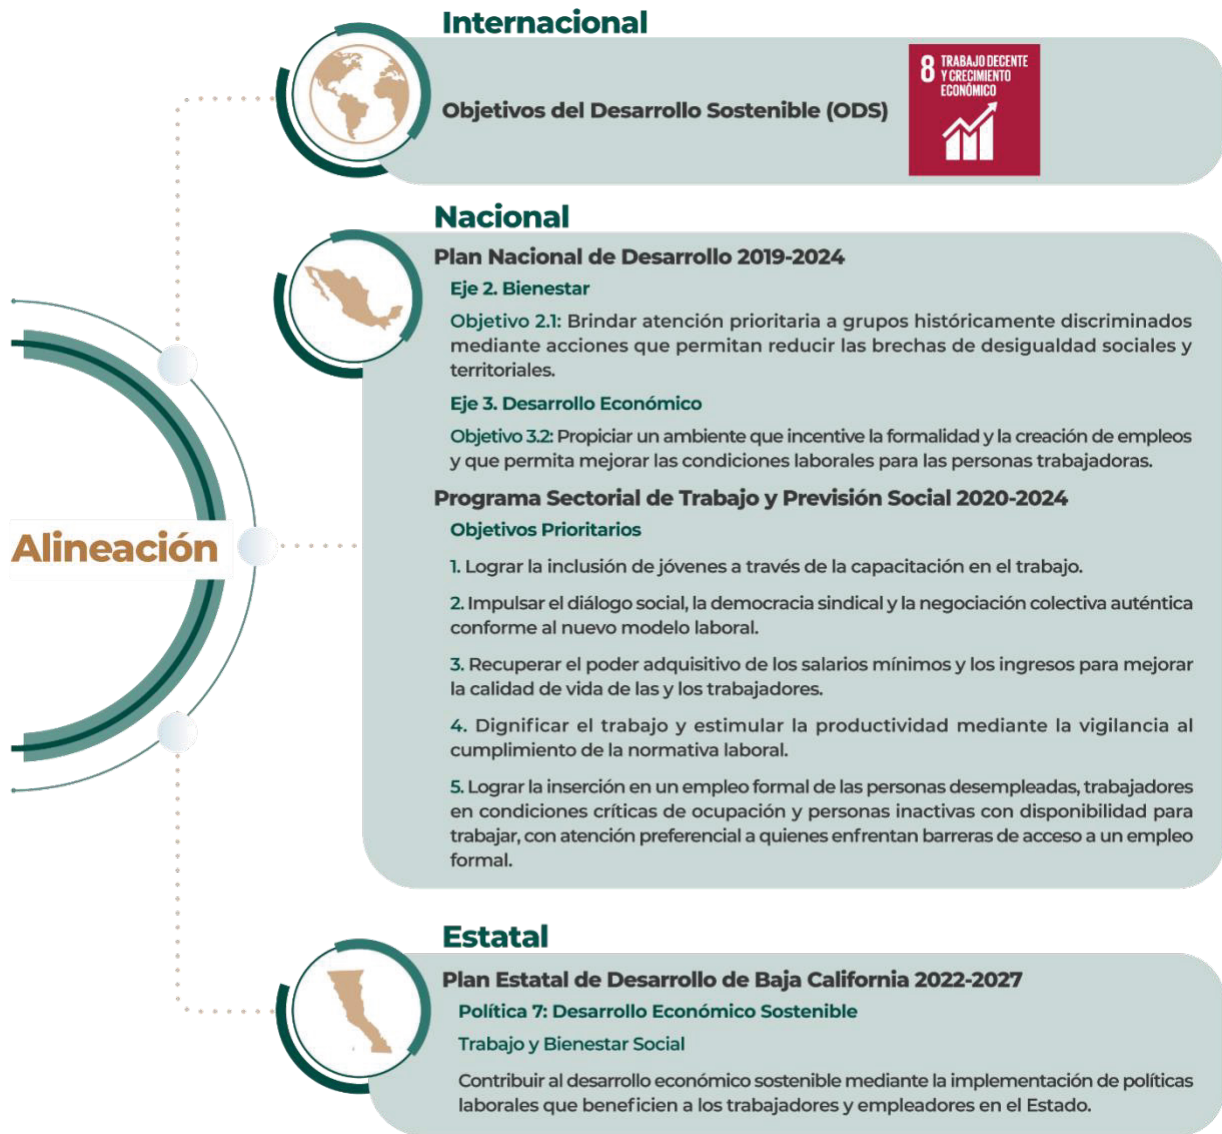 Internacional
Objetivos del Desarrollo Sostenible (ODS)
8 TRABAJO DECENTE
Y CRECIMIENTO
ECONÓMICO
Nacional
Plan Nacional de Desarrollo 2019-2024
Eje 2. Bienestar
Objetivo 2.1: Brindar atención prioritaria a grupos históricamente discriminados
mediante acciones que permitan reducir las brechas de desigualdad sociales y
territoriales.
Eje 3. Desarrollo Económico
Objetivo 3.2: Propiciar un ambiente que incentive la formalidad y la creación de empleos
y que permita mejorar las condiciones laborales para las personas trabajadoras.
Programa Sectorial de Trabajo y Previsión Social 2020-2024
Objetivos Prioritarios
1. Lograr la inclusión de jóvenes a través de la capacitación en el trabajo.
2. Impulsar el diálogo social, la democracia sindical y la negociación colectiva auténtica
conforme al nuevo modelo laboral.
3. Recuperar el poder adquisitivo de los salarios mínimos y los ingresos para mejorar
la calidad de vida de las y los trabajadores.
4. Dignificar el trabajo y estimular la productividad mediante la vigilancia al
cumplimiento de la normativa laboral.
5. Lograr la inserción en un empleo formal de las personas desempleadas, trabajadores
en condiciones críticas de ocupación y personas inactivas con disponibilidad para
trabajar, con atención preferencial a quienes enfrentan barreras de acceso a un empleo
formal.
Alineación
Estatal
Plan Estatal de Desarrollo de Baja California 2022-2027
Política 7: Desarrollo Económico Sostenible
Trabajo y Bienestar Social
Contribuir al desarrollo económico sostenible mediante la implementación de políticas
laborales que beneficien a los trabajadores y empleadores en el Estado.